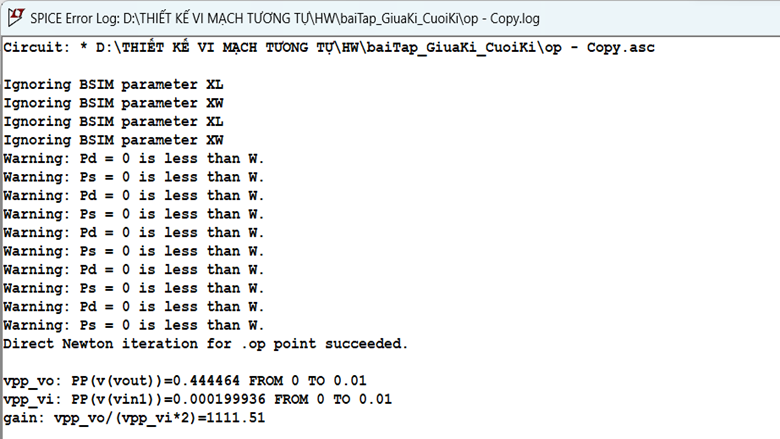 SPICE Error Log: D:\THIẾT KẾ VI MẠCH TƯƠNG TỰ\HW\baiTap_GiuaKi_CuoiKi\op - Copy.log
Circuit: * D:\THIẾT KẾ VI MẠCH TƯƠNG TỰ\HW\baiTap_GiuaKi_CuoiKi\op - Copy.asc
Ignoring BSIM parameter XL
Ignoring BSIM parameter XW
Ignoring BSIM parameter XL
Ignoring BSIM parameter XW
Warning: Pd = 0 is less than W.
Warning: Ps = 0 is less than W.
Warning: Pd = 0 is less than W.
Warning: Ps = 0 is less than W.
Warning: Pd = 0 is less than W.
Warning: Ps = 0 is less than W.
Warning: Pd = 0 is less than W.
Warning: Ps = 0 is less than W.
Warning: Pd = 0 is less than W.
Warning: Ps = 0 is less than W.
Direct Newton iteration for .op point succeeded.
vpp_vo: PP(v(vout))=0.444464 FROM 0 TO 0.01
vpp_vi: PP(v(vin1))=0.000199936 FROM 0 TO 0.01
gain: vpp_vo/(vpp_vi*2)=1111.51